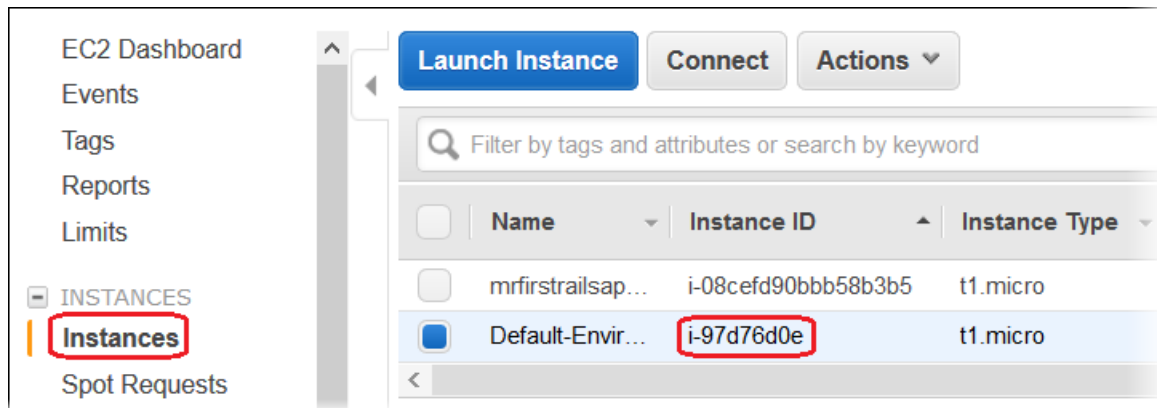 EC2 Dashboard
Events
Tags
Reports
Limits
INSTANCES
Instances
Spot Requests
Launch Instance Connect Actions
Filter by tags and attributes or search by keyword
Name Instance ID Instance Type
mrfirstrailsap... i-08cefd90bbb58b3b5 t1.micro
Default-Envir... i-97d76d0e t1.micro